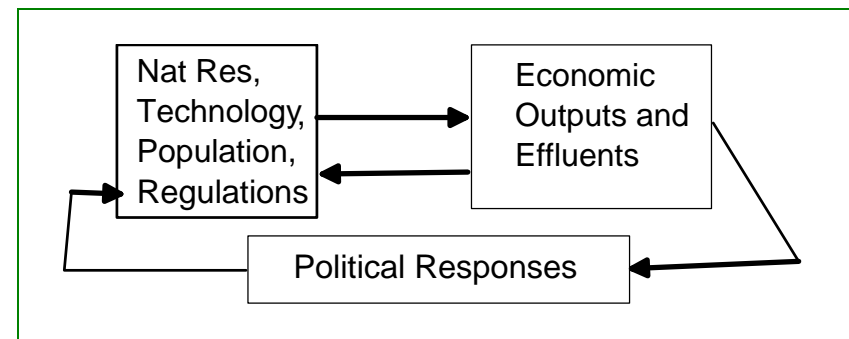 Nat Res,
Technology,
Population,
Regulations
Economic
Outputs and
Effluents
Political Responses